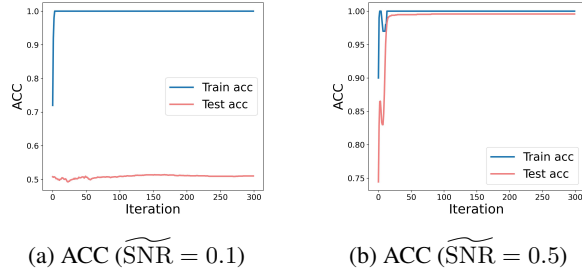 ACC
1.0
0.9
0.8
0.7
0.6
0.5
Train acc
Test acc
0 50 100 150 200 250 300
Iteration
(a) ACC (S̃NR = 0.1)
ACC
1.00
0.95
0.90
0.85
0.80
0.75
Train acc
Test acc
0 50 100 150 200 250 300
Iteration
(b) ACC (S̃NR = 0.5)